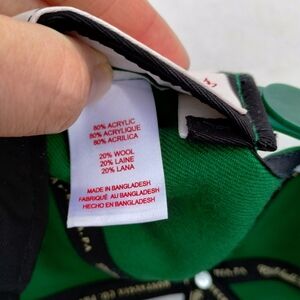 80% ACRYLIC
80% ACRYLIQUE
80% ACRILICA
20% WOOL
20% LAINE
20% LANA
MADE IN BANGLADESH
FABRIQUÉ AU BANGLADESH
HECHO EN BANGLADESH